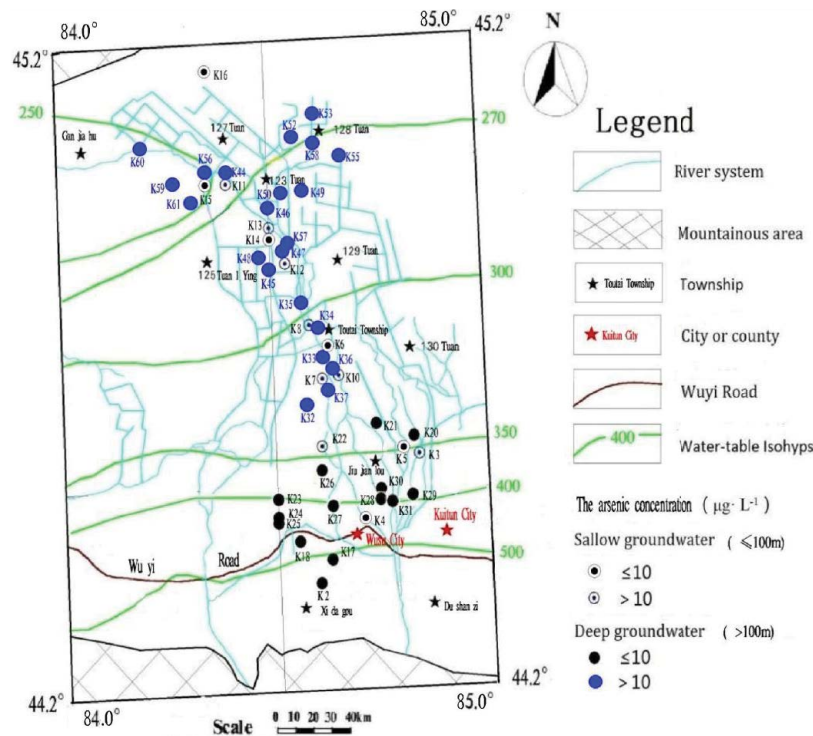 84.0°
85.0°
45.2°
45.2°
N
K16
250
270
K53
127 Tuan
K52
128 Tuan
Gan jia hu
K60
K58
K55
K56
K44
K59
K15
K11
123 Tuan
K61
K50
K49
K46
K13
K14
K57
K47
K48
K12
129 Tuan
125 Tuan 1 Ying
K45
300
K35
K34
K8
Toutai Township
K6
130 Tuan
K33
K36
K7
K10
K37
K32
K21
K20
350
K22
K5
K3
Jiu jian lou
K26
K30
400
K23
K28
K29
K24
K27
K31
K25
K4
Kuitun City
Wusu City
K18
K17
500
Wu yi
Road
K2
Xi da gou
Du shan zi
44.2°
44.2°
84.0°
85.0°
Scale
0 10 20 30 40km
Legend
River system
Mountainous area
Toutai Township
Township
Kuitun City
City or county
Wuyi Road
400
Water-table Isohyps
The arsenic concentration ( μg· L⁻¹ )
Sallow groundwater ( ≤100m)
≤10
>10
Deep groundwater ( >100m)
≤10
>10